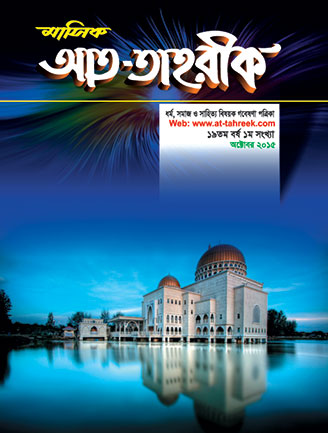 মাসিক
আত-তাহরীক
ধর্ম, সমাজ ও সাহিত্য বিষয়ক গবেষণা পত্রিকা
Web: www.at-tahreek.com
১৯তম বর্ষ ১ম সংখ্যা
অক্টোবর ২০১৫